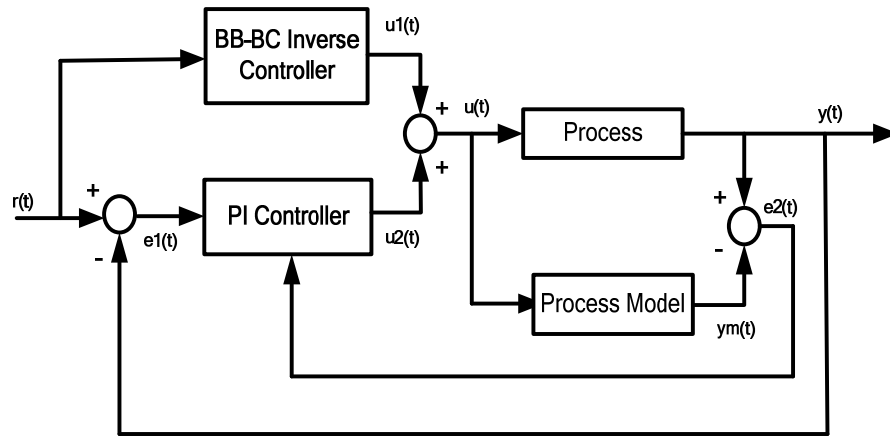 BB-BC Inverse
Controller
u1(t)
+
u(t)
Process
y(t)
+
r(t)
+
-
e1(t)
PI Controller
u2(t)
+
e2(t)
-
Process Model
ym(t)